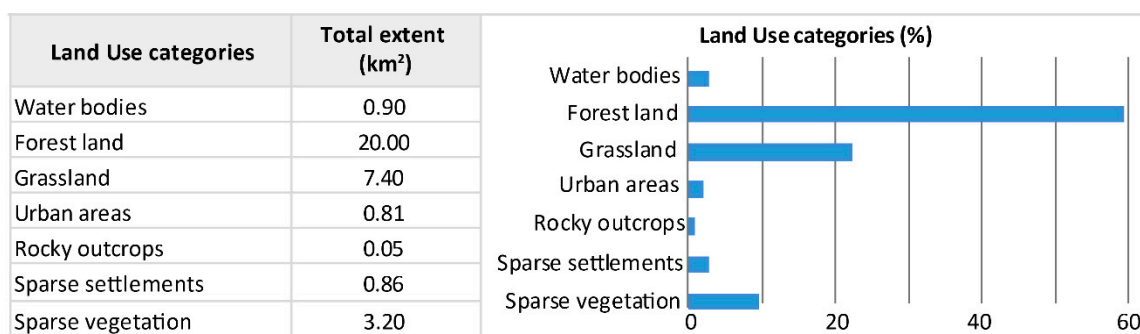 Land Use categories
Total extent
(km²)
Water bodies 0.90
Forest land 20.00
Grassland 7.40
Urban areas 0.81
Rocky outcrops 0.05
Sparse settlements 0.86
Sparse vegetation 3.20
Land Use categories (%)
Water bodies
Forest land
Grassland
Urban areas
Rocky outcrops
Sparse settlements
Sparse vegetation
0 20 40 60